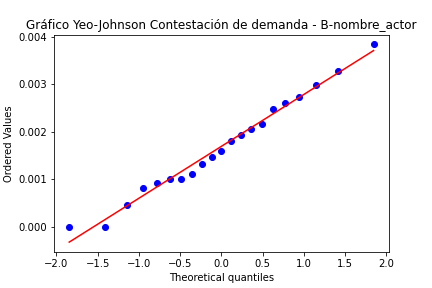 Gráfico Yeo-Johnson Contestación de demanda - B-nombre_actor
0.004
0.003
0.002
0.001
0.000
Ordered Values
−2.0 −1.5 −1.0 −0.5 0.0 0.5 1.0 1.5 2.0
Theoretical quantiles